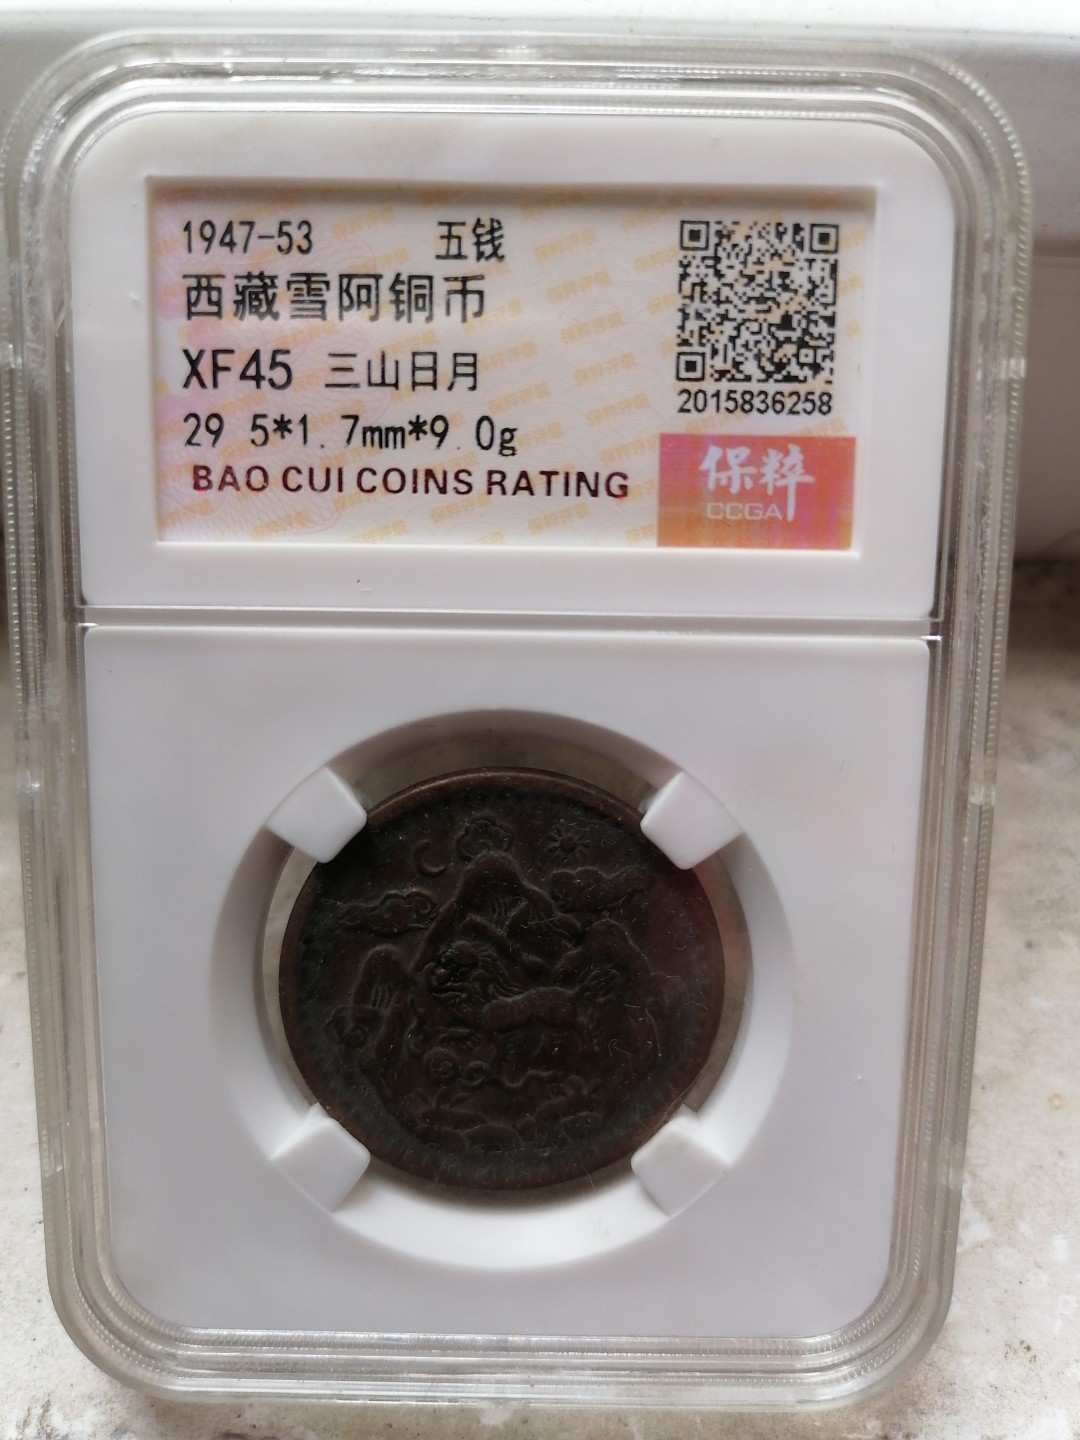 1947-53 五钱
西藏雪阿铜币
XF45 三山日月
29 5*1.7mm*9.0g
BAO CUI COINS RATING
2015836258
保粹
CCGA